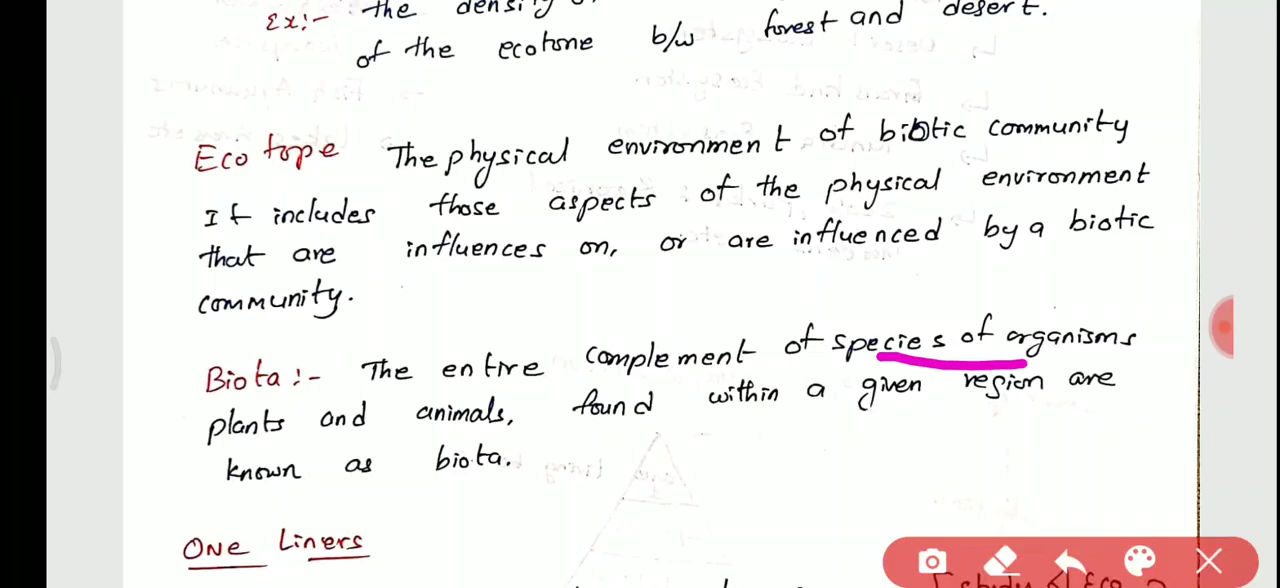 Ex:- the density
of the ecotone b/w forest and desert.
Eco tope The physical environment of biotic community
It includes those aspects of the physical environment
that are influences on, or are influenced by a biotic
community.
Biota:- The entire complement of species of organisms
plants and animals, found within a given region are
known as biota.
One Liners